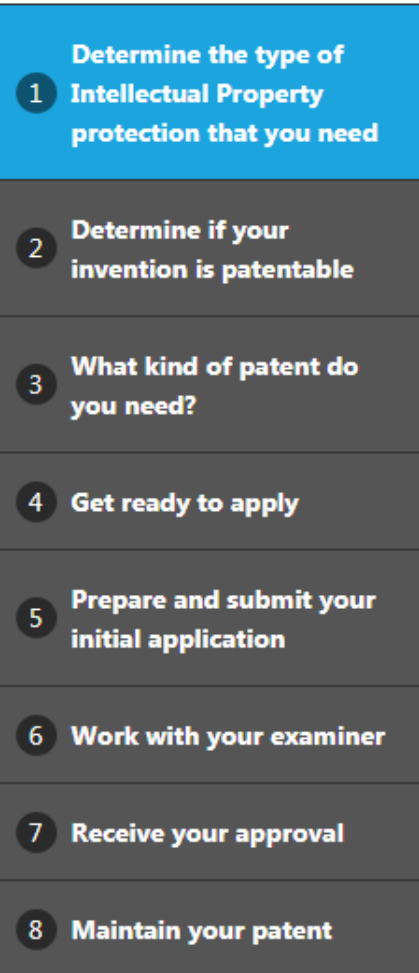 1
Determine the type of
Intellectual Property
protection that you need
2
Determine if your
invention is patentable
3
What kind of patent do
you need?
4
Get ready to apply
5
Prepare and submit your
initial application
6
Work with your examiner
7
Receive your approval
8
Maintain your patent